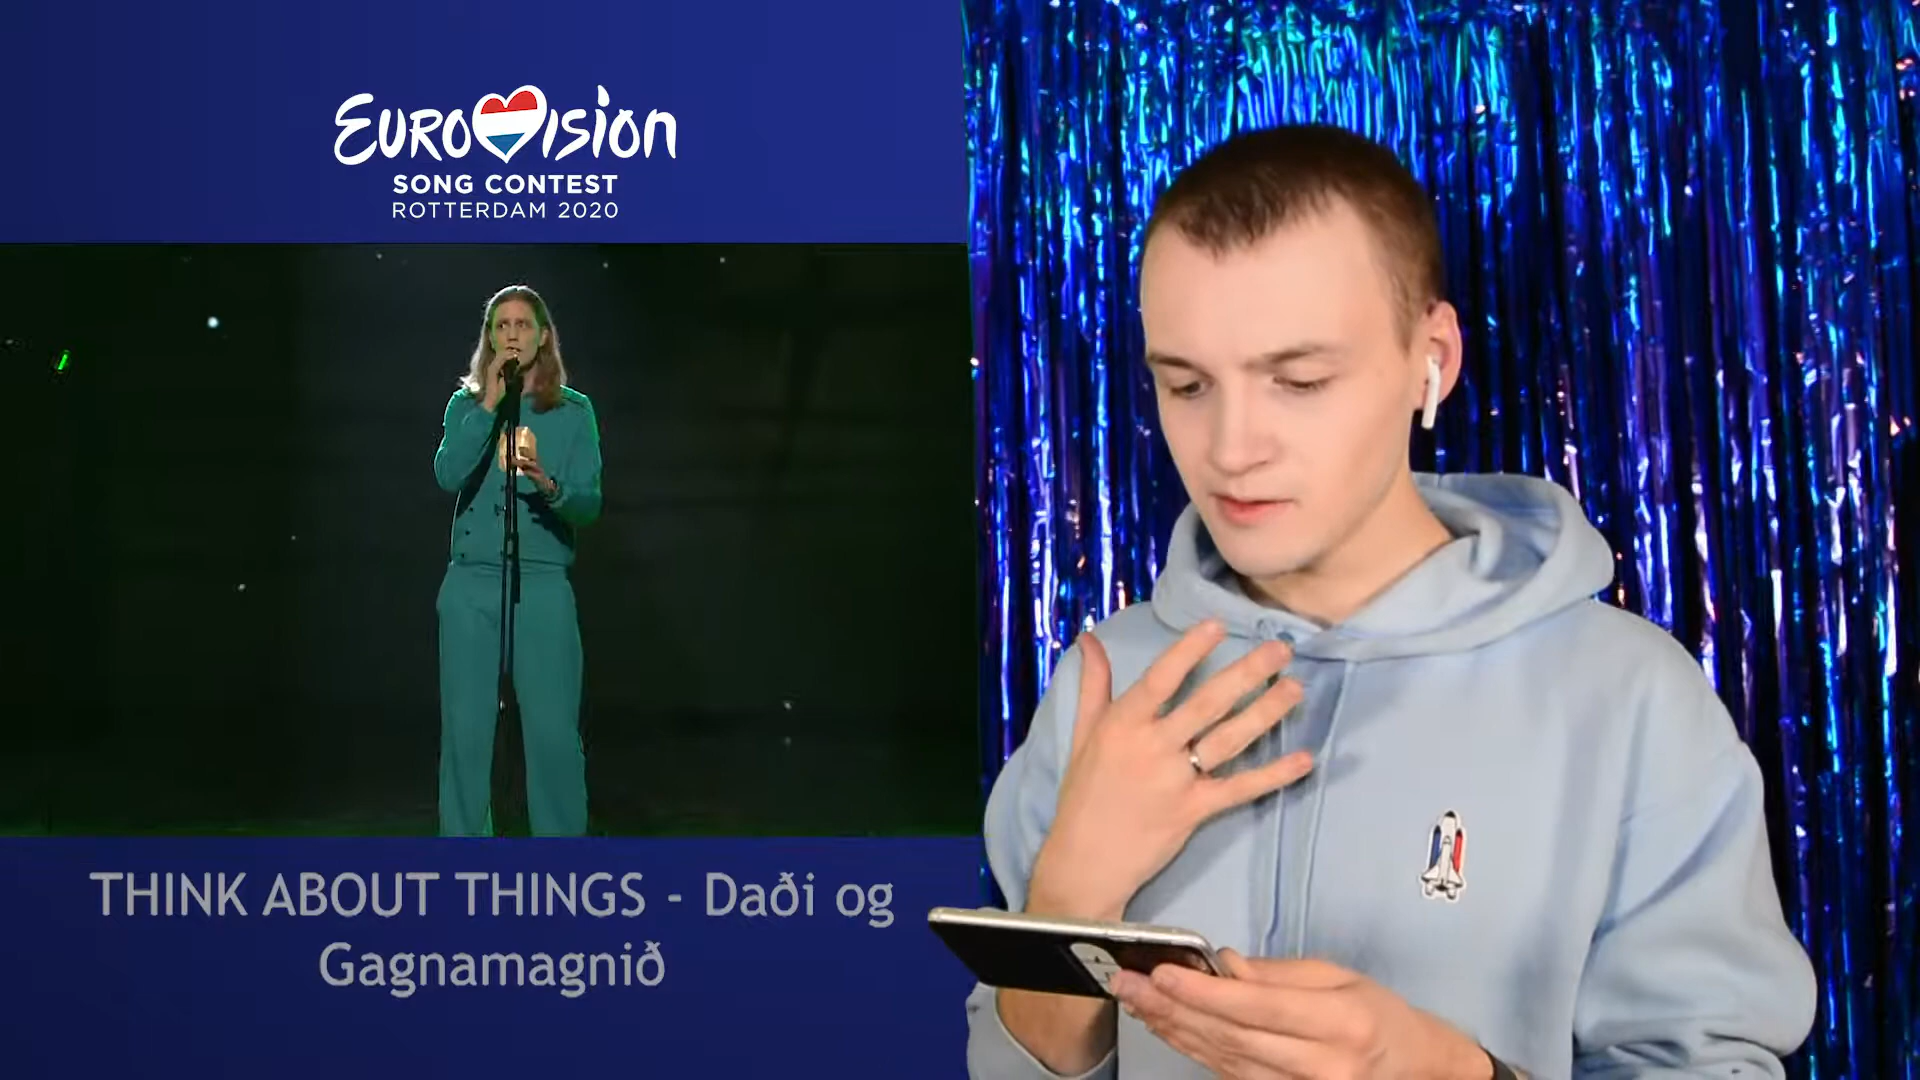 EUROVISION
SONG CONTEST
ROTTERDAM 2020
THINK ABOUT THINGS - Daði og
Gagnamagnið